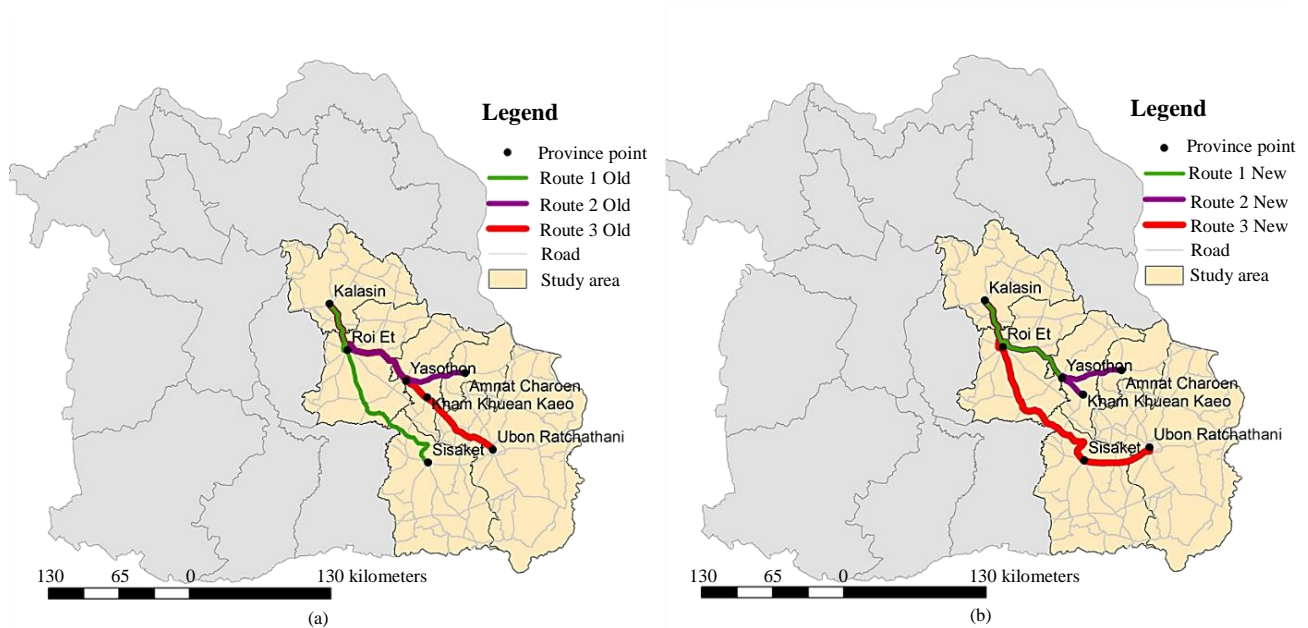 Legend
Province point
Route 1 Old
Route 2 Old
Route 3 Old
Road
Study area
Kalasin
Roi Et
Yasothon
Amnat Charoen
Kham Khuean Kaeo
Ubon Ratchathani
Sisaket
130 65 0 130 kilometers
(a)
Legend
Province point
Route 1 New
Route 2 New
Route 3 New
Road
Study area
Kalasin
Roi Et
Yasothon
Amnat Charoen
Kham Khuean Kaeo
Ubon Ratchathani
Sisaket
130 65 0 130 kilometers
(b)